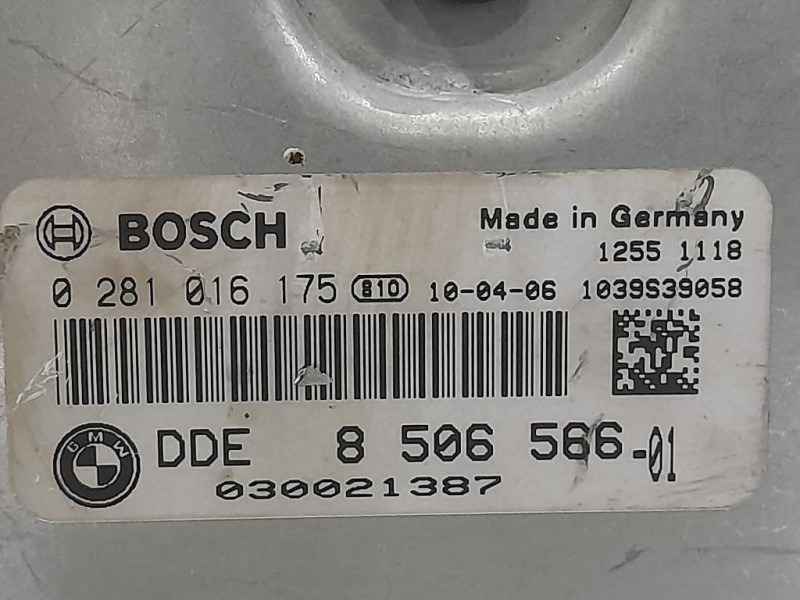 BOSCH
Made in Germany
1255 1118
0 281 016 175 810 10-04-06 1039S39058
BMW
DDE 8 506 566-01
030021387